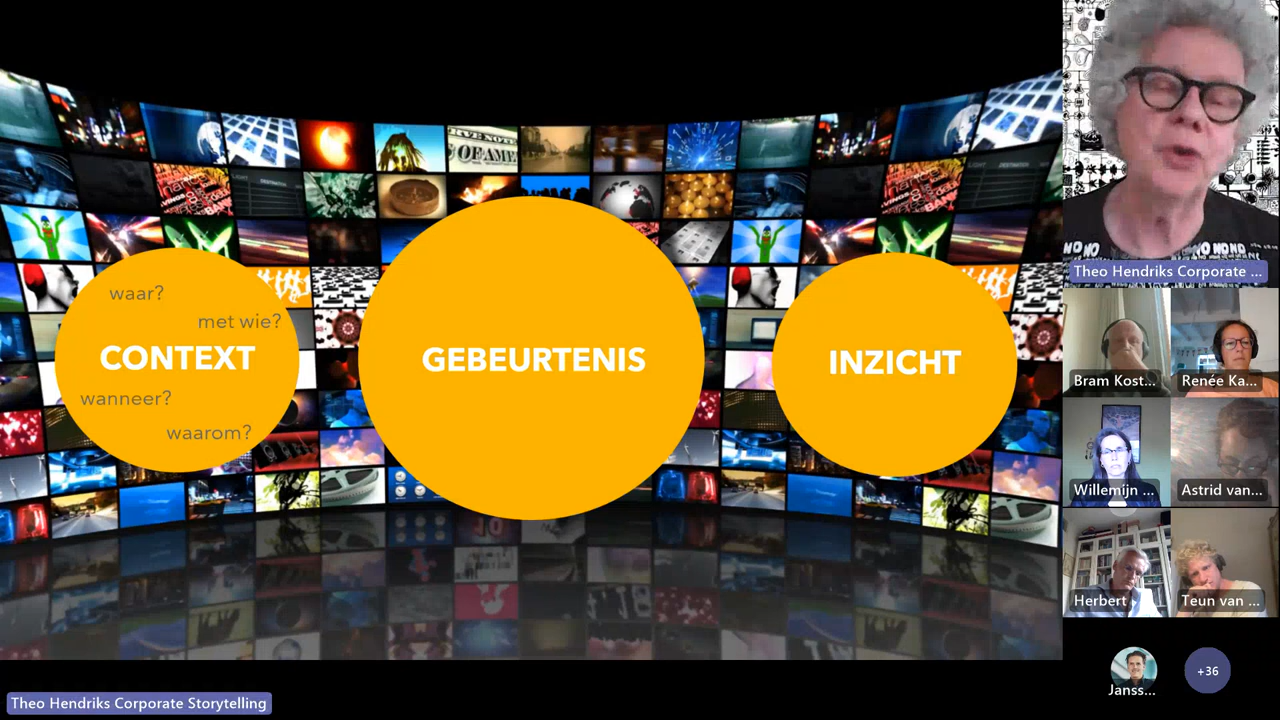 waar?
met wie?
CONTEXT
wanneer?
waarom?
GEBEURTENIS
INZICHT
Theo Hendriks Corporate ...
Bram Kost...
Renée Ka...
Willemijn ...
Astrid van...
Herbert
Teun van ...
Janss...
+36
Theo Hendriks Corporate Storytelling